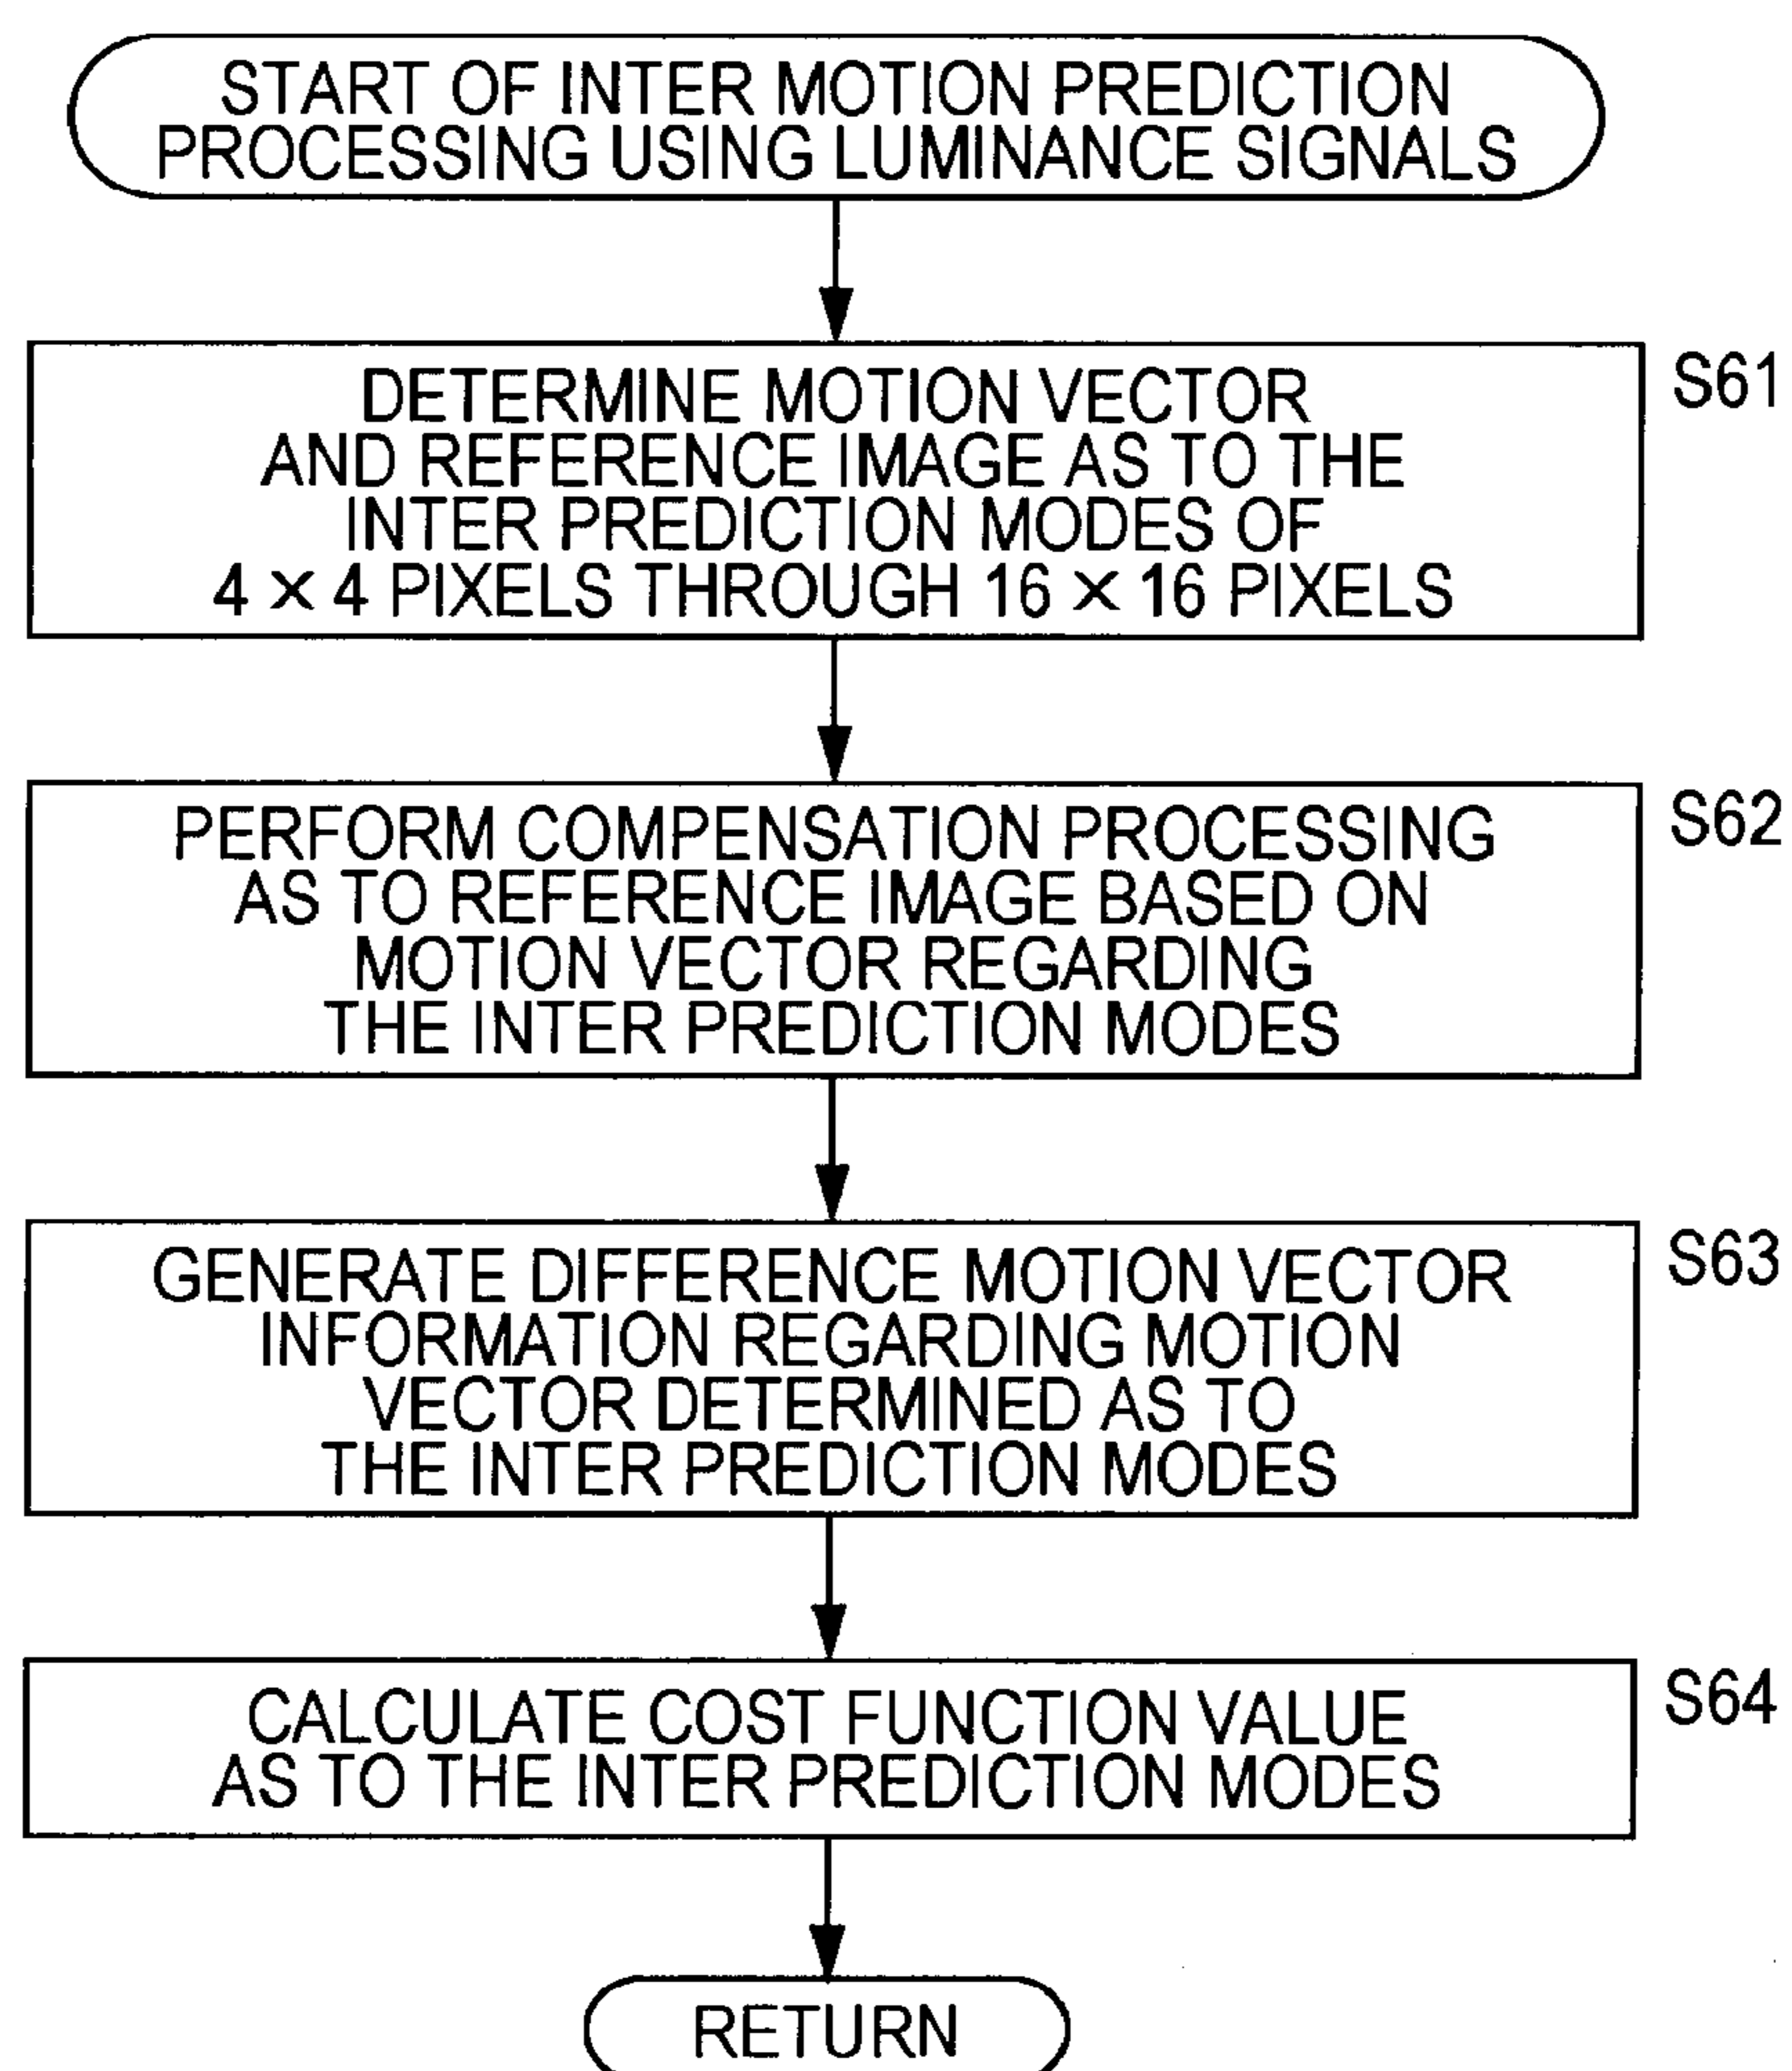 START OF INTER MOTION PREDICTION
PROCESSING USING LUMINANCE SIGNALS
DETERMINE MOTION VECTOR
AND REFERENCE IMAGE AS TO THE
INTER PREDICTION MODES OF
4 × 4 PIXELS THROUGH 16 × 16 PIXELS
S61
PERFORM COMPENSATION PROCESSING
AS TO REFERENCE IMAGE BASED ON
MOTION VECTOR REGARDING
THE INTER PREDICTION MODES
S62
GENERATE DIFFERENCE MOTION VECTOR
INFORMATION REGARDING MOTION
VECTOR DETERMINED AS TO
THE INTER PREDICTION MODES
S63
CALCULATE COST FUNCTION VALUE
AS TO THE INTER PREDICTION MODES
S64
RETURN